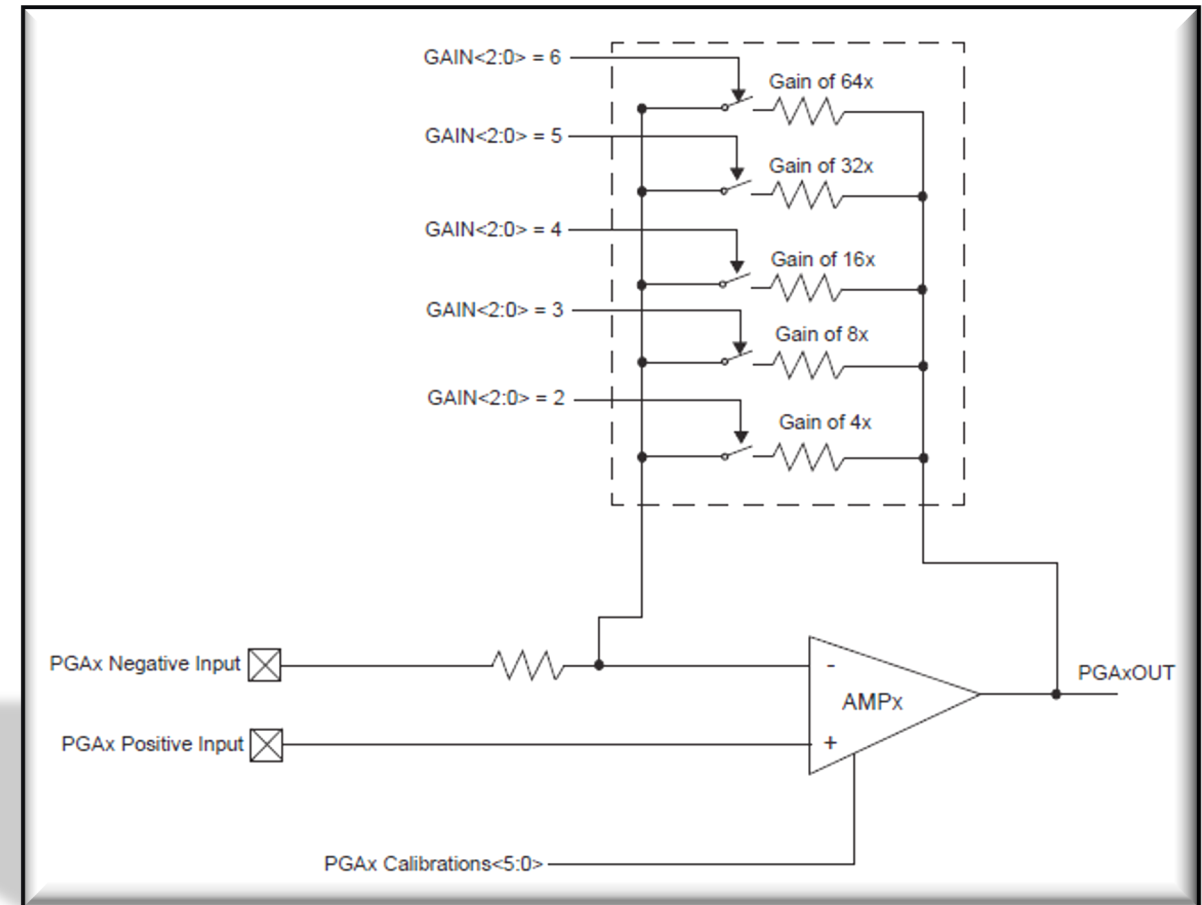 GAIN<2:0> = 6
Gain of 64x
GAIN<2:0> = 5
Gain of 32x
GAIN<2:0> = 4
Gain of 16x
GAIN<2:0> = 3
Gain of 8x
GAIN<2:0> = 2
Gain of 4x
PGAx Negative Input
-
PGAxOUT
AMPx
PGAx Positive Input
+
PGAx Calibrations<5:0>